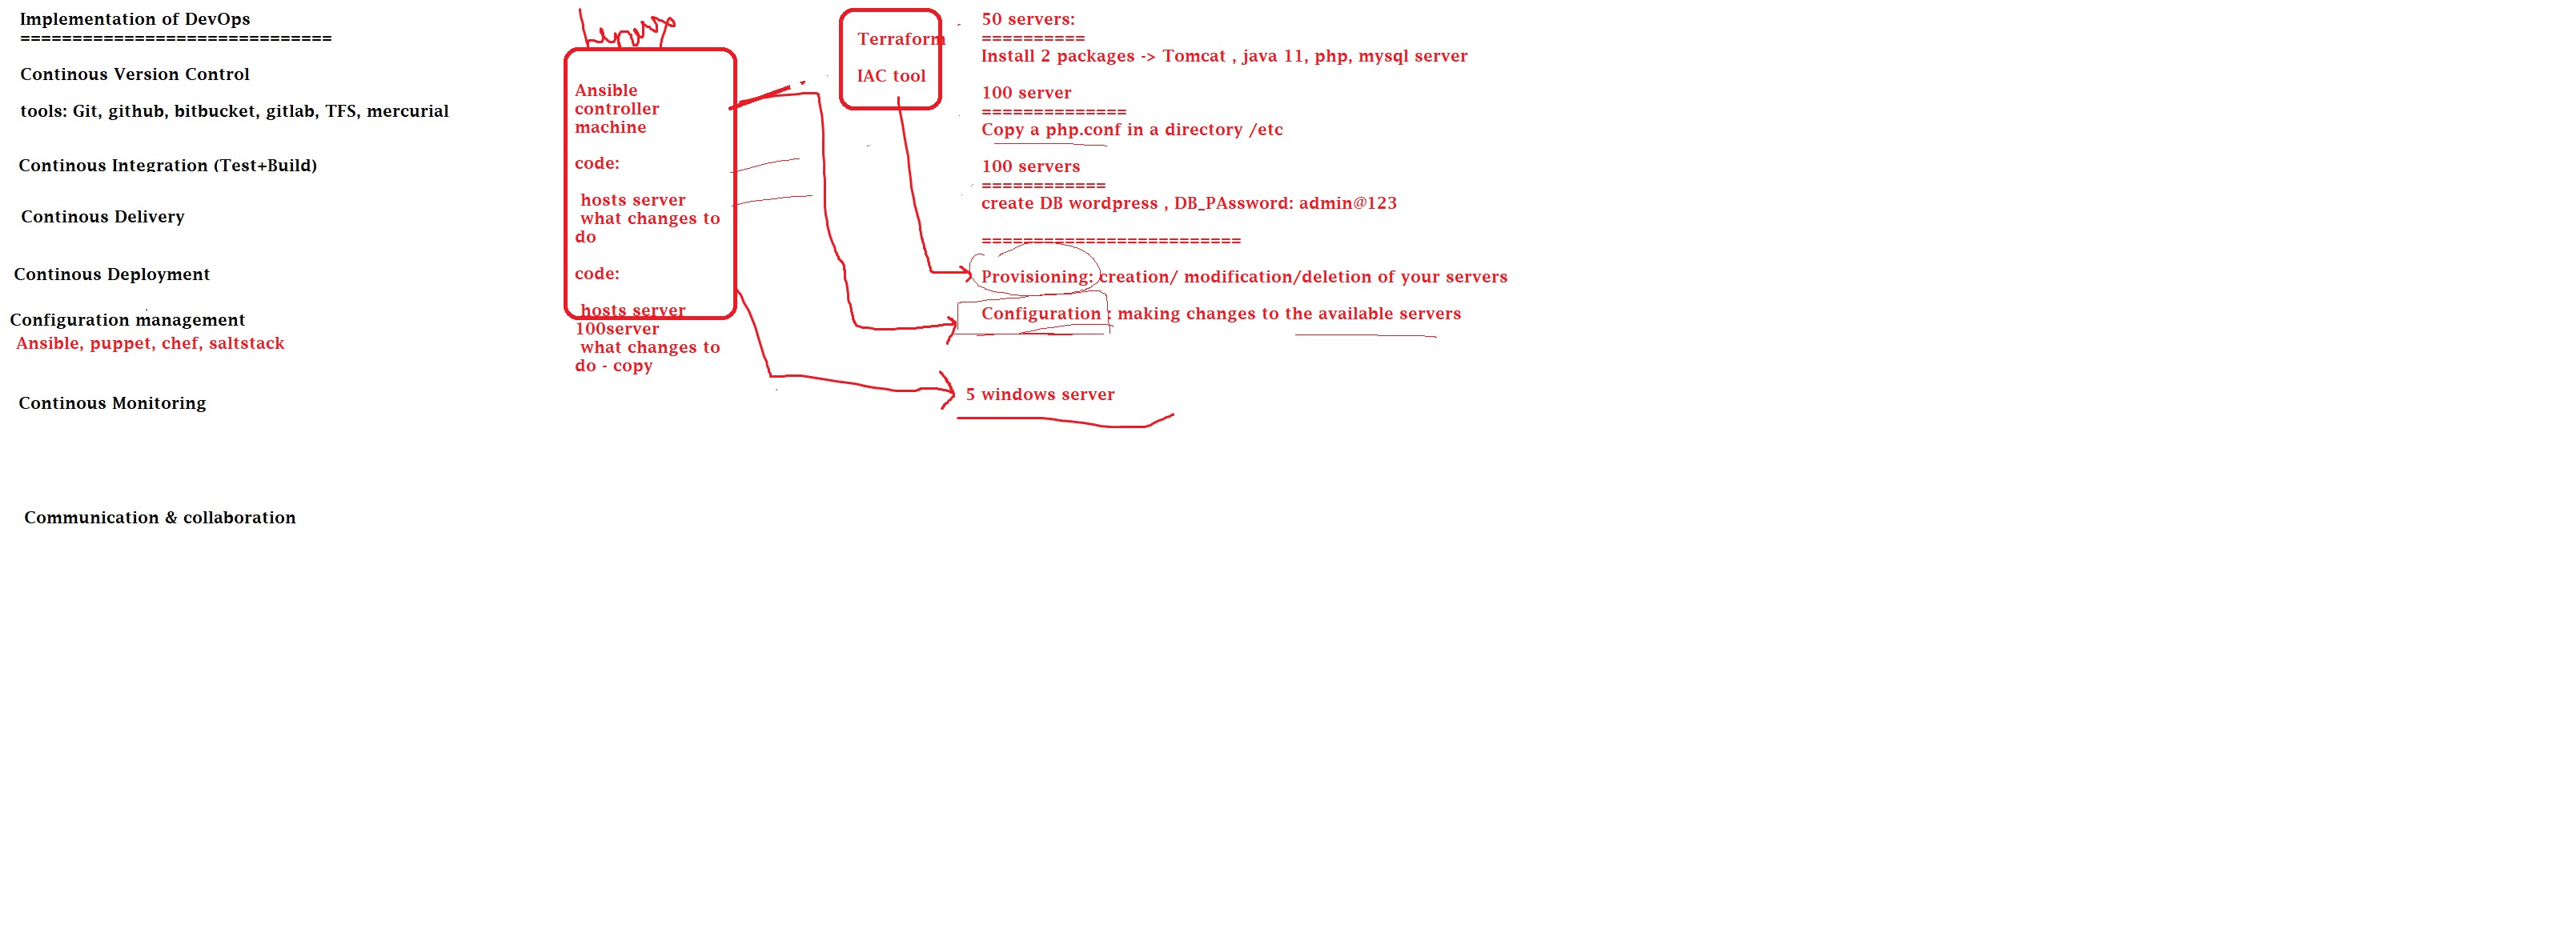 Implementation of DevOps
==============================
Continous Version Control
tools: Git, github, bitbucket, gitlab, TFS, mercurial
Continous Integration (Test+Build)
Continous Delivery
Continous Deployment
Configuration management
Ansible, puppet, chef, saltstack
Continous Monitoring
Communication & collaboration
Ansible
controller
machine
code:
hosts server
what changes to
do
code:
hosts server
100server
what changes to
do - copy
Terraform
IAC tool
50 servers:
==========
Install 2 packages -> Tomcat , java 11, php, mysql server
100 server
==============
Copy a php.conf in a directory /etc
100 servers
============
create DB wordpress , DB_PAssword: admin@123
=========================
Provisioning: creation/ modification/deletion of your servers
Configuration : making changes to the available servers
5 windows server